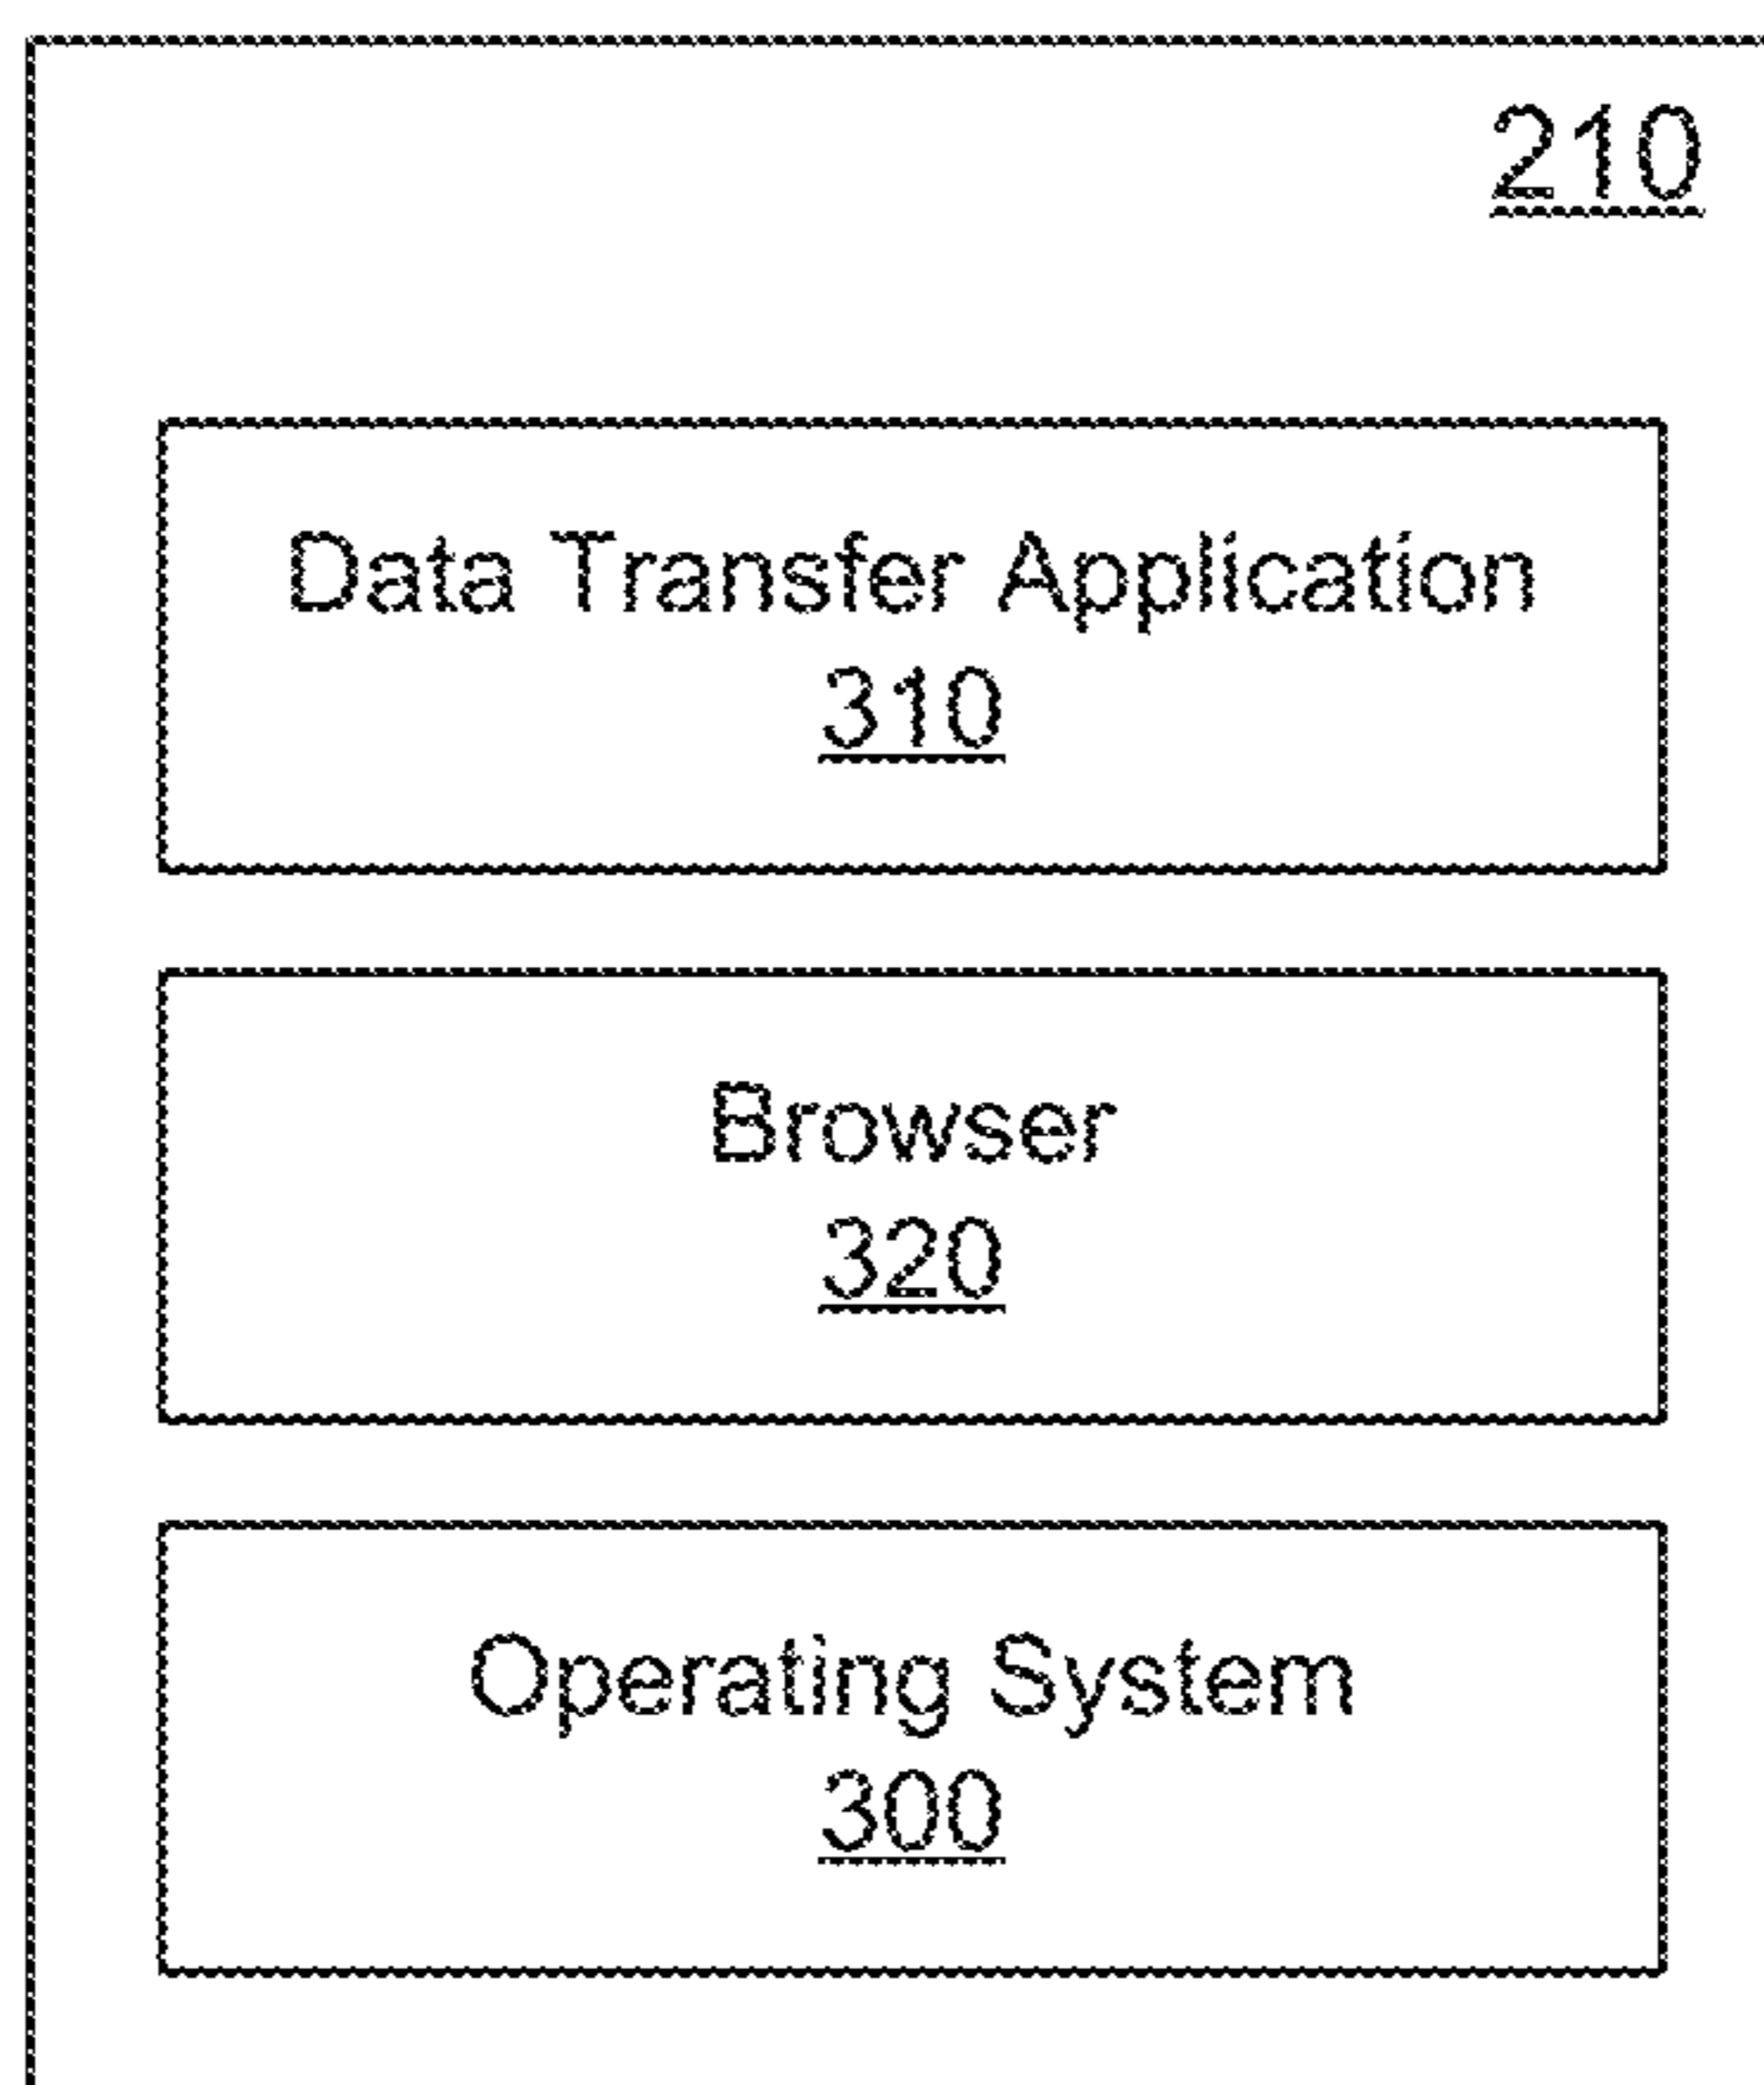 210
Data Transfer Application
310
Browser
320
Operating System
300